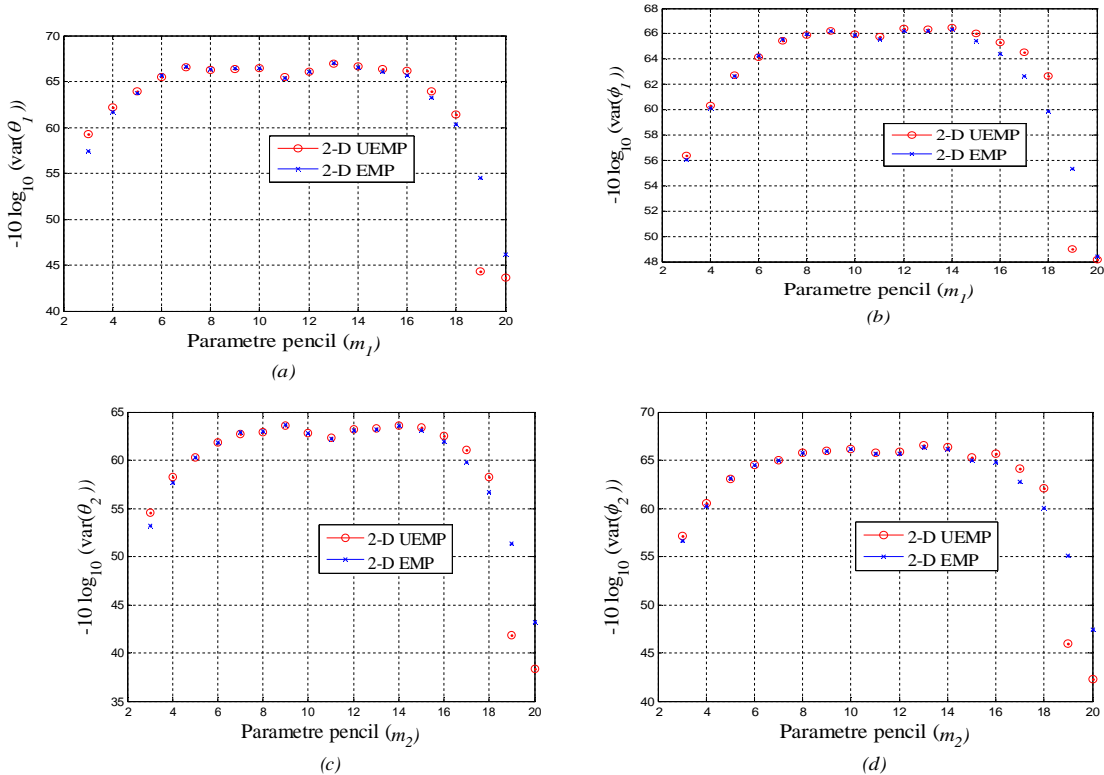 70
65
60
55
50
45
40
2 4 6 8 10 12 14 16 18 20
-10 log10 (var(θ1 ))
2-D UEMP
2-D EMP
Parametre pencil (m1)
(a)
68
66
64
62
60
58
56
54
52
50
48
2 4 6 8 10 12 14 16 18 20
-10 log10 (var(ϕ1 ))
2-D UEMP
2-D EMP
Parametre pencil (m1)
(b)
65
60
55
50
45
40
35
2 4 6 8 10 12 14 16 18 20
-10 log10 (var(θ2 ))
2-D UEMP
2-D EMP
Parametre pencil (m2)
(c)
70
65
60
55
50
45
40
2 4 6 8 10 12 14 16 18 20
-10 log10 (var(ϕ2 ))
2-D UEMP
2-D EMP
Parametre pencil (m2)
(d)